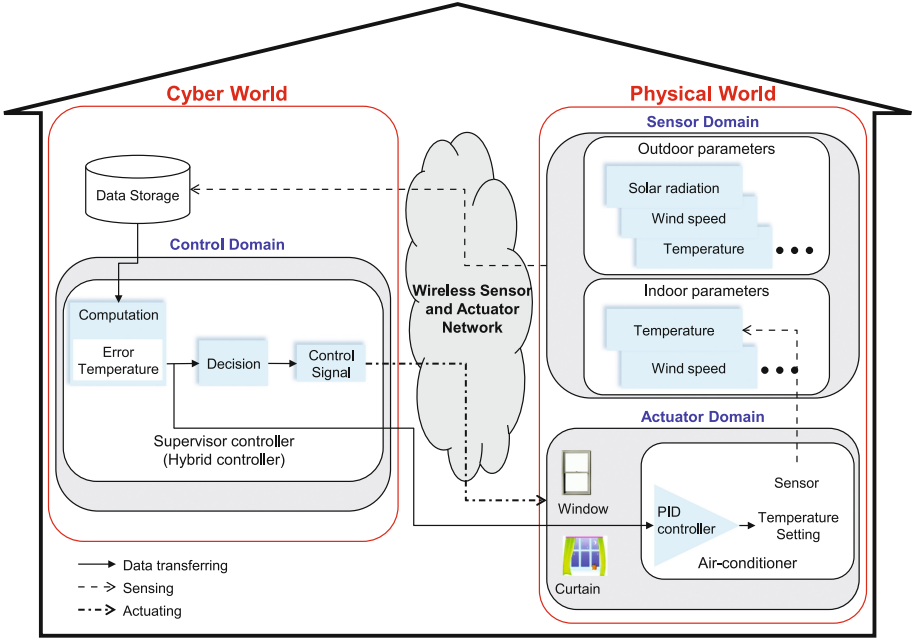 Cyber World
Physical World
Sensor Domain
Outdoor parameters
Solar radiation
Wind speed
Temperature
Data Storage
Control Domain
Wireless Sensor
and Actuator
Network
Indoor parameters
Temperature
Wind speed
Computation
Error
Temperature
Decision
Control
Signal
Supervisor controller
(Hybrid controller)
Actuator Domain
Window
Curtain
PID
controller
Sensor
Temperature
Setting
Air-conditioner
Data transferring
Sensing
Actuating